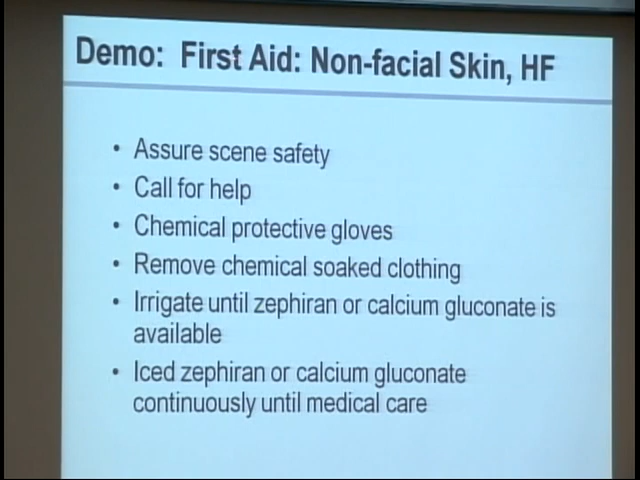 Demo: First Aid: Non-facial Skin, HF
• Assure scene safety
• Call for help
• Chemical protective gloves
• Remove chemical soaked clothing
• Irrigate until zephiran or calcium gluconate is
available
• Iced zephiran or calcium gluconate
continuously until medical care